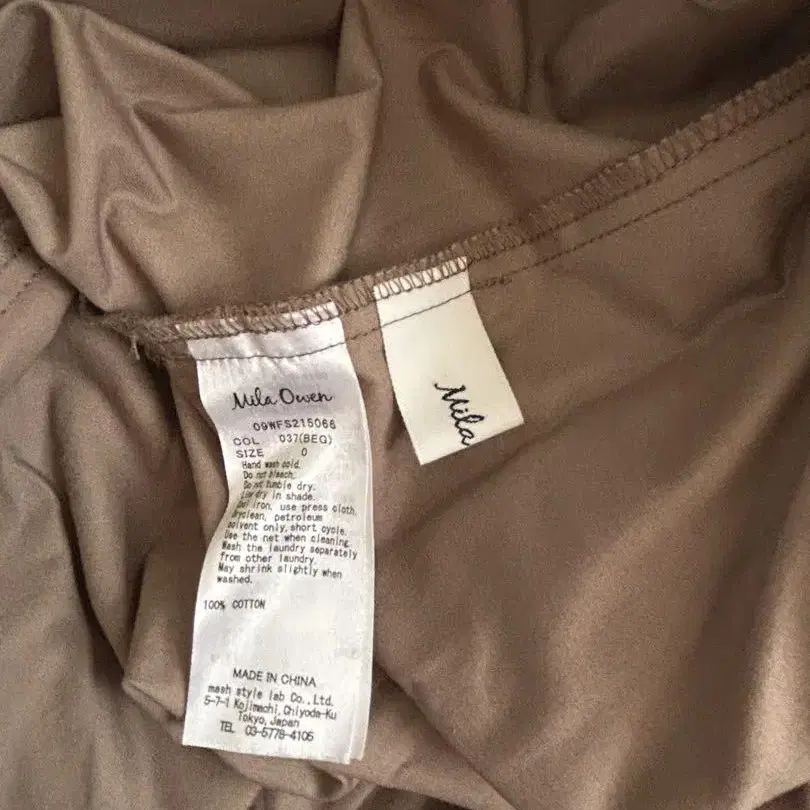 Mila Owen
09WFS215066
COL 037(BEG)
SIZE 0
Hand wash cold.
Do not bleach.
Do not tumble dry.
Line dry in shade.
Cool iron, use press cloth.
Dryclean, petroleum
solvent only,short cycle.
Use the net when cleaning.
Wash the laundry separately
from other laundry.
May shrink slightly when
washed.
100% COTTON
MADE IN CHINA
mash style lab Co.,Ltd.
5-7-1 Kojimachi,Chiyoda-Ku
Tokyo,Japan
TEL 03-5778-4106
Mila